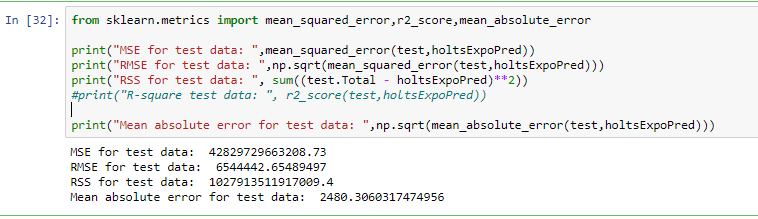 In [32]: from sklearn.metrics import mean_squared_error,r2_score,mean_absolute_error
print("MSE for test data: ",mean_squared_error(test,holtsExpoPred))
print("RMSE for test data: ",np.sqrt(mean_squared_error(test,holtsExpoPred)))
print("RSS for test data: ", sum((test.Total - holtsExpoPred)**2))
#print("R-square test data: ", r2_score(test,holtsExpoPred))
print("Mean absolute error for test data: ",np.sqrt(mean_absolute_error(test,holtsExpoPred)))
MSE for test data:  42829729663208.73
RMSE for test data:  6544442.65489497
RSS for test data:  1027913511917009.4
Mean absolute error for test data:  2480.3060317474956